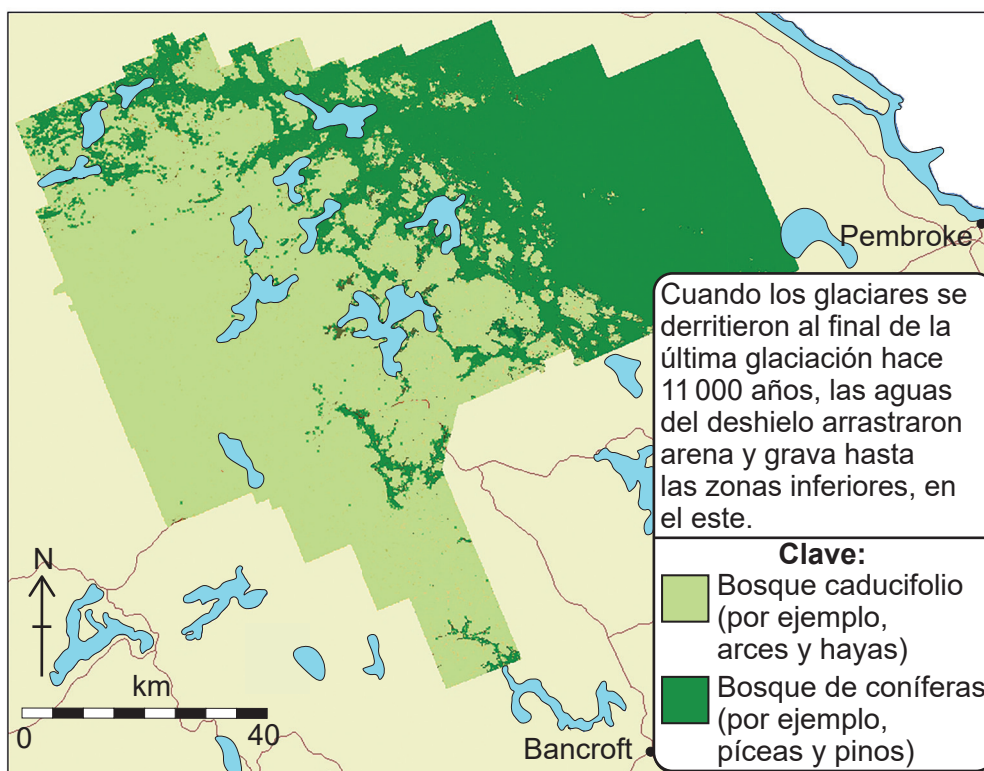 Pembroke
Cuando los glaciares se
derritieron al final de la
última glaciación hace
11 000 años, las aguas
del deshielo arrastraron
arena y grava hasta
las zonas inferiores, en
el este.
Clave:
Bosque caducifolio
(por ejemplo,
arces y hayas)
Bosque de coníferas
(por ejemplo,
píceas y pinos)
N
km
0 40
Bancroft